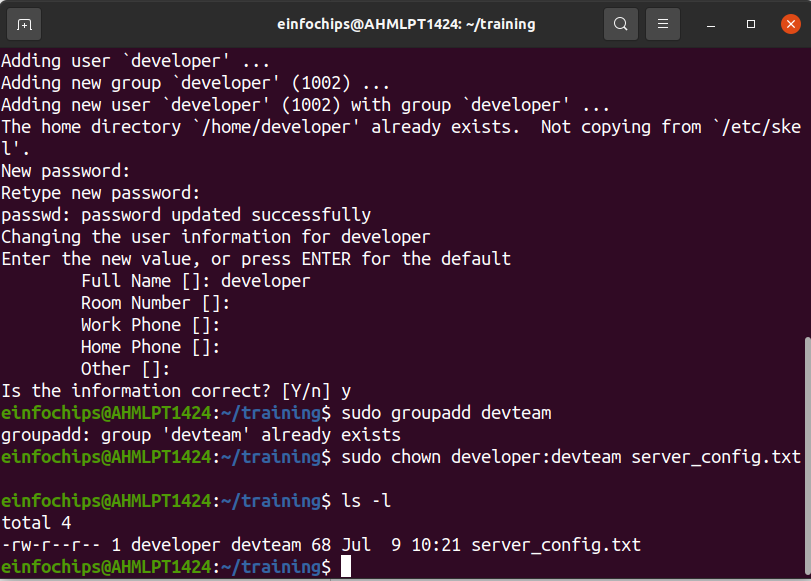 einfochips@AHMLPT1424: ~/training
Adding user `developer' ...
Adding new group `developer' (1002) ...
Adding new user `developer' (1002) with group `developer' ...
The home directory `/home/developer' already exists.  Not copying from `/etc/ske
l'.
New password:
Retype new password:
passwd: password updated successfully
Changing the user information for developer
Enter the new value, or press ENTER for the default
        Full Name []: developer
        Room Number []:
        Work Phone []:
        Home Phone []:
        Other []:
Is the information correct? [Y/n] y
einfochips@AHMLPT1424:~/training$ sudo groupadd devteam
groupadd: group 'devteam' already exists
einfochips@AHMLPT1424:~/training$ sudo chown developer:devteam server_config.txt
einfochips@AHMLPT1424:~/training$ ls -l
total 4
-rw-r--r-- 1 developer devteam 68 Jul  9 10:21 server_config.txt
einfochips@AHMLPT1424:~/training$